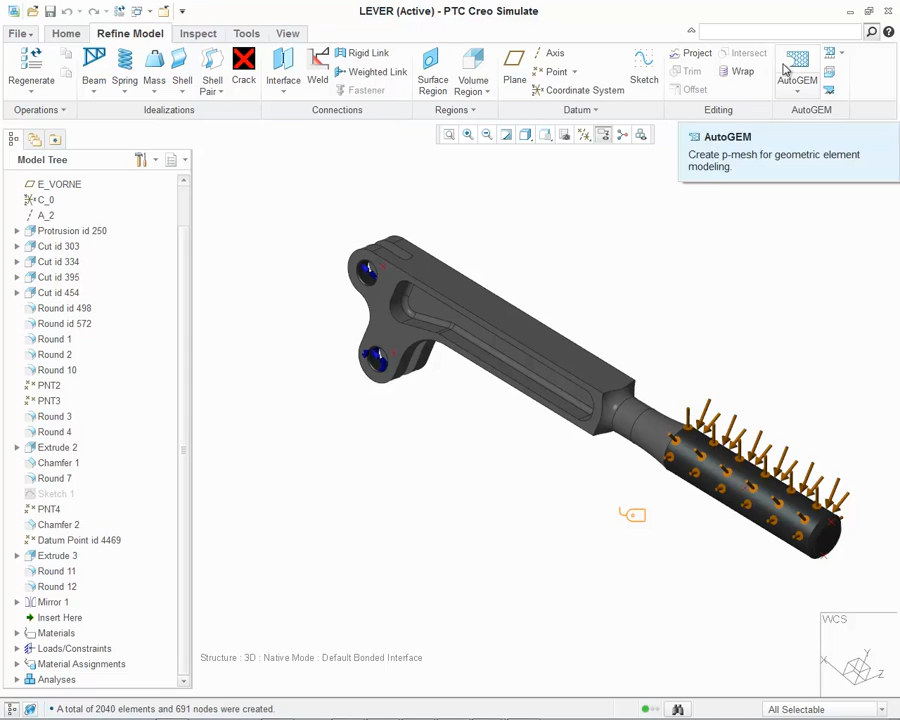 LEVER (Active) - PTC Creo Simulate
File
Home
Refine Model
Inspect
Tools
View
Regenerate
Beam
Spring
Mass
Shell
Shell
Pair
Crack
Interface
Weld
Rigid Link
Weighted Link
Fastener
Surface
Region
Volume
Region
Plane
Axis
Point
Coordinate System
Sketch
Project
Trim
Offset
Intersect
Wrap
AutoGEM
Operations
Idealizations
Connections
Regions
Datum
Editing
AutoGEM
AutoGEM
Create p-mesh for geometric element
modeling.
Model Tree
E_VORNE
C_0
A_2
Protrusion id 250
Cut id 303
Cut id 334
Cut id 395
Cut id 454
Round id 498
Round id 572
Round 1
Round 2
Round 10
PNT2
PNT3
Round 3
Round 4
Extrude 2
Chamfer 1
Round 7
Sketch 1
PNT4
Chamfer 2
Datum Point id 4469
Extrude 3
Round 11
Round 12
Mirror 1
Insert Here
Materials
Loads/Constraints
Material Assignments
Analyses
WCS
X
Y
Z
Structure : 3D : Native Mode : Default Bonded Interface
• A total of 2040 elements and 691 nodes were created.
All Selectable